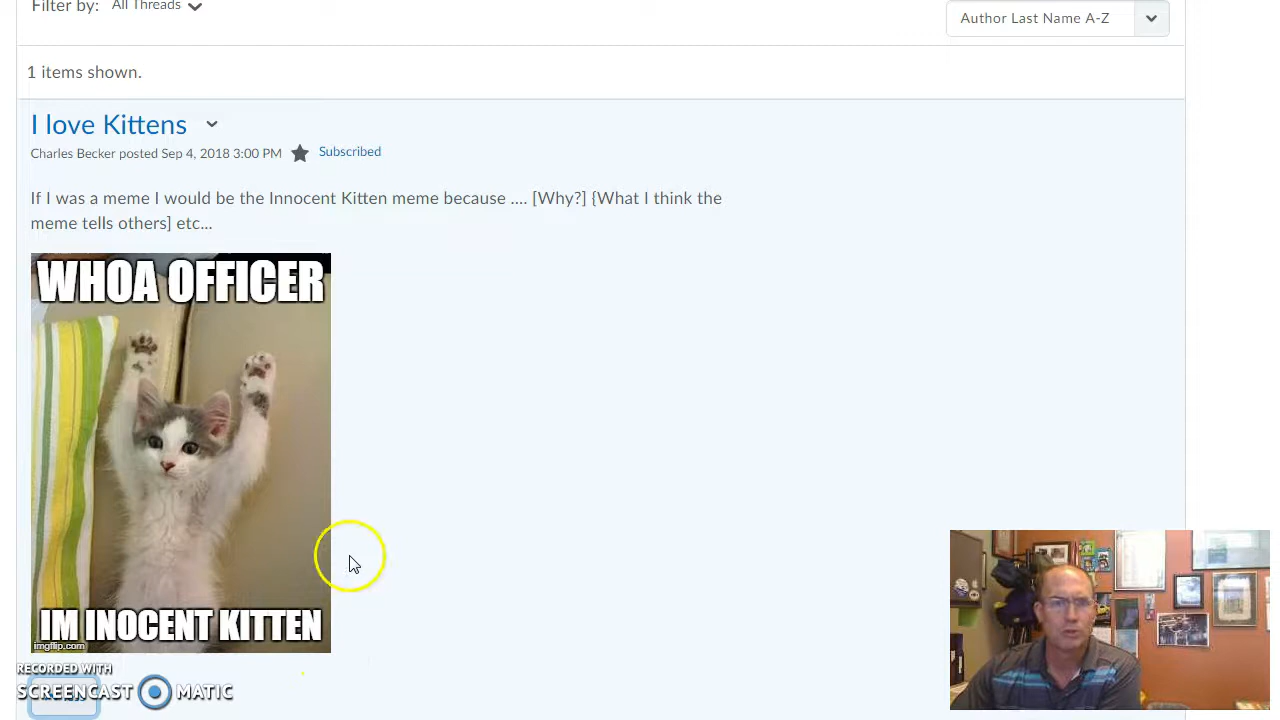 Filter by: All Threads
Author Last Name A-Z
1 items shown.
I love Kittens
Charles Becker posted Sep 4, 2018 3:00 PM Subscribed
If I was a meme I would be the Innocent Kitten meme because .... [Why?] {What I think the
meme tells others] etc...
WHOA OFFICER
IM INOCENT KITTEN
imgflip.com
RECORDED WITH
SCREENCAST MATIC